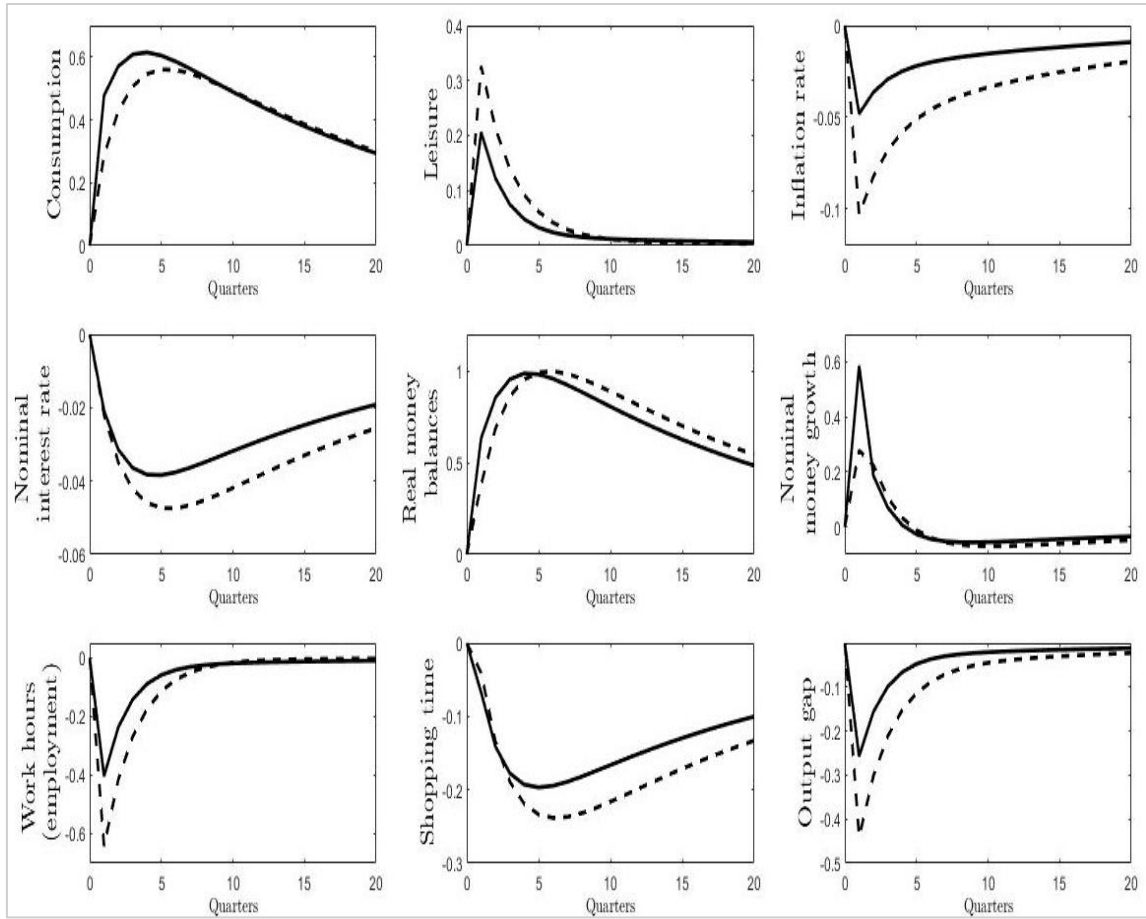 Consumption
0.6
0.4
0.2
0
0 5 10 15 20
Quarters
Leisure
0.4
0.3
0.2
0.1
0
0 5 10 15 20
Quarters
Inflation rate
0
-0.05
-0.1
0 5 10 15 20
Quarters
Nominal
interest rate
0
-0.02
-0.04
-0.06
0 5 10 15 20
Quarters
Real money
balances
1
0.5
0
0 5 10 15 20
Quarters
Nominal
money growth
0.6
0.4
0.2
0
0 5 10 15 20
Quarters
Work hours
(employment)
0
-0.2
-0.4
-0.6
0 5 10 15 20
Quarters
Shopping time
0
-0.1
-0.2
-0.3
0 5 10 15 20
Quarters
Output gap
-0.1
-0.2
-0.3
-0.4
-0.5
0 5 10 15 20
Quarters